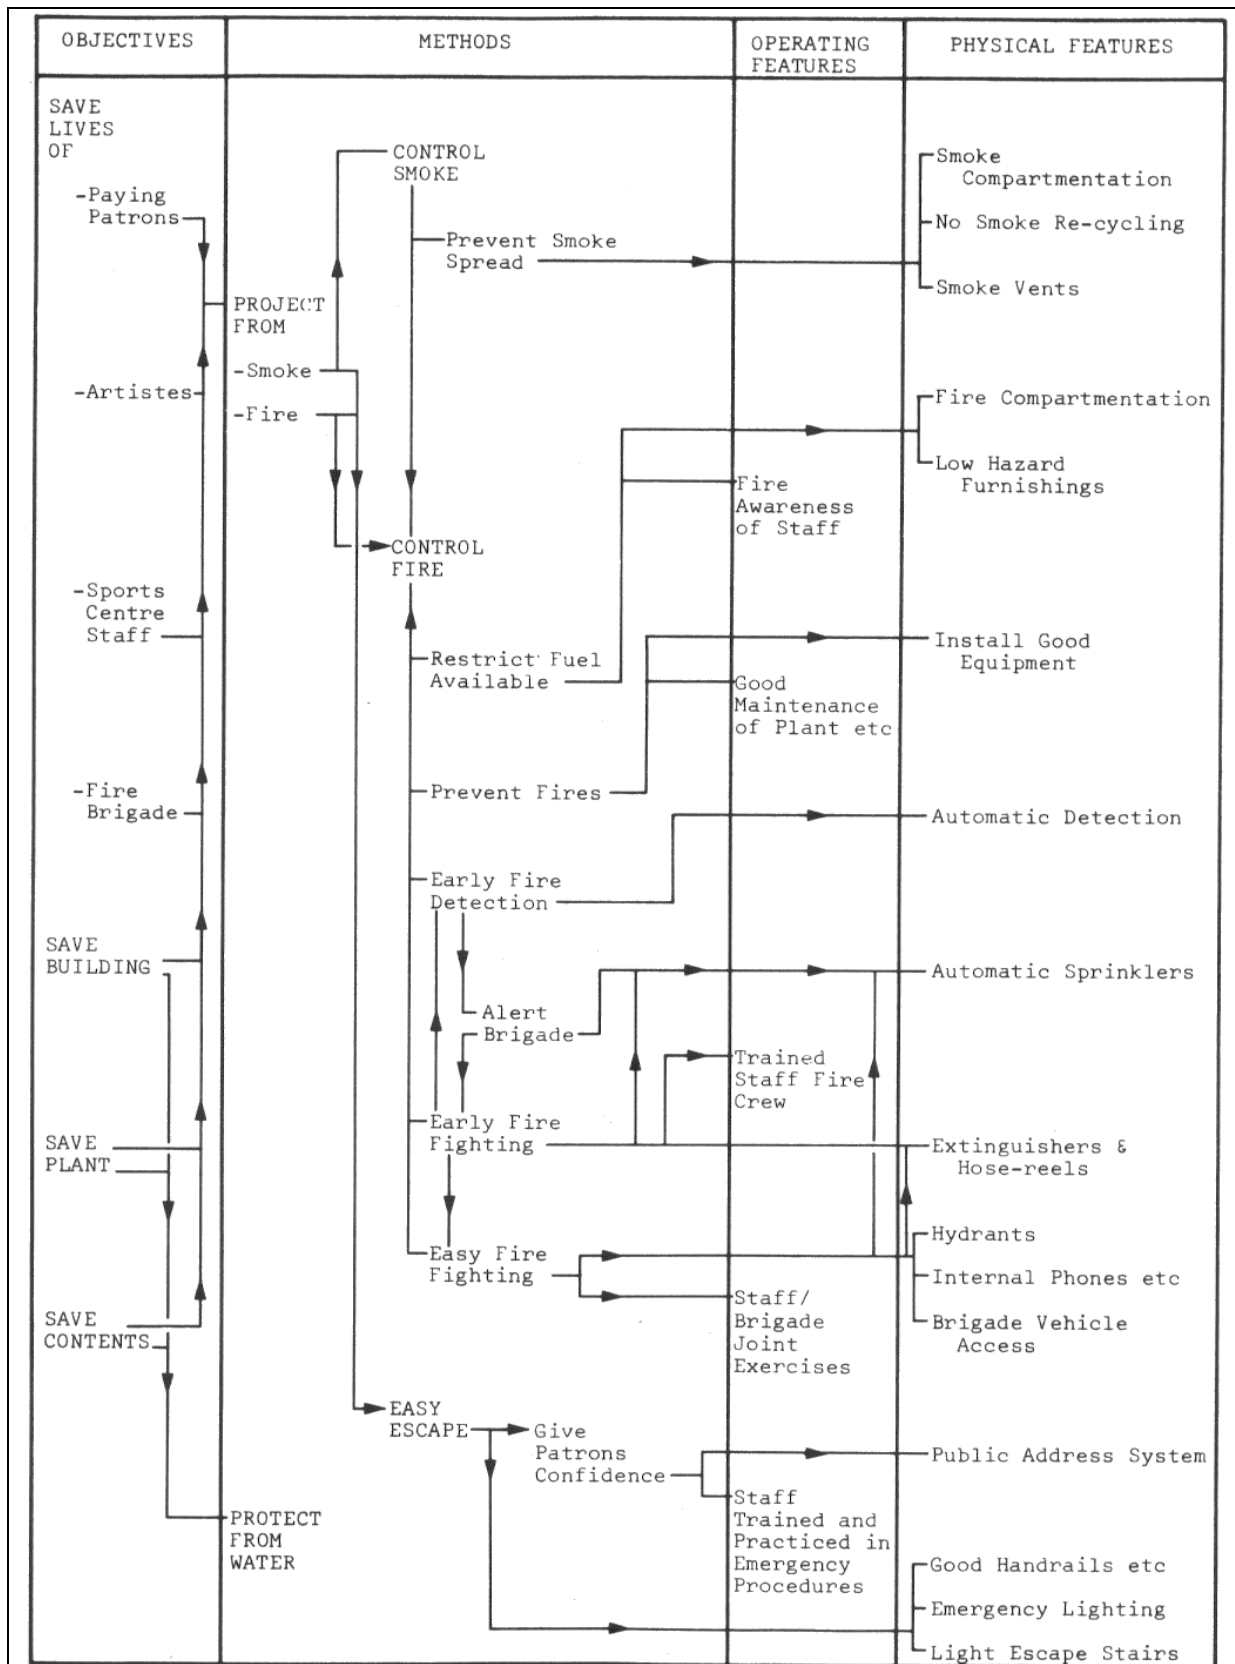 OBJECTIVES
METHODS
OPERATING
FEATURES
PHYSICAL FEATURES
SAVE
LIVES
OF
-Paying
Patrons
-Artistes
-Sports
Centre
Staff
-Fire
Brigade
SAVE
BUILDING
SAVE
PLANT
SAVE
CONTENTS
PROJECT
FROM
-Smoke
-Fire
PROTECT
FROM
WATER
CONTROL
SMOKE
Prevent Smoke
Spread
CONTROL
FIRE
Restrict Fuel
Available
Prevent Fires
Early Fire
Detection
Alert
Brigade
Early Fire
Fighting
Easy Fire
Fighting
EASY
ESCAPE
Give
Patrons
Confidence
Fire
Awareness
of Staff
Good
Maintenance
of Plant etc
Trained
Staff Fire
Crew
Staff/
Brigade
Joint
Exercises
Staff
Trained and
Practiced in
Emergency
Procedures
Smoke
Compartmentation
No Smoke Re-cycling
Smoke Vents
Fire Compartmentation
Low Hazard
Furnishings
Install Good
Equipment
Automatic Detection
Automatic Sprinklers
Extinguishers &
Hose-reels
Hydrants
Internal Phones etc
Brigade Vehicle
Access
Public Address System
Good Handrails etc
Emergency Lighting
Light Escape Stairs